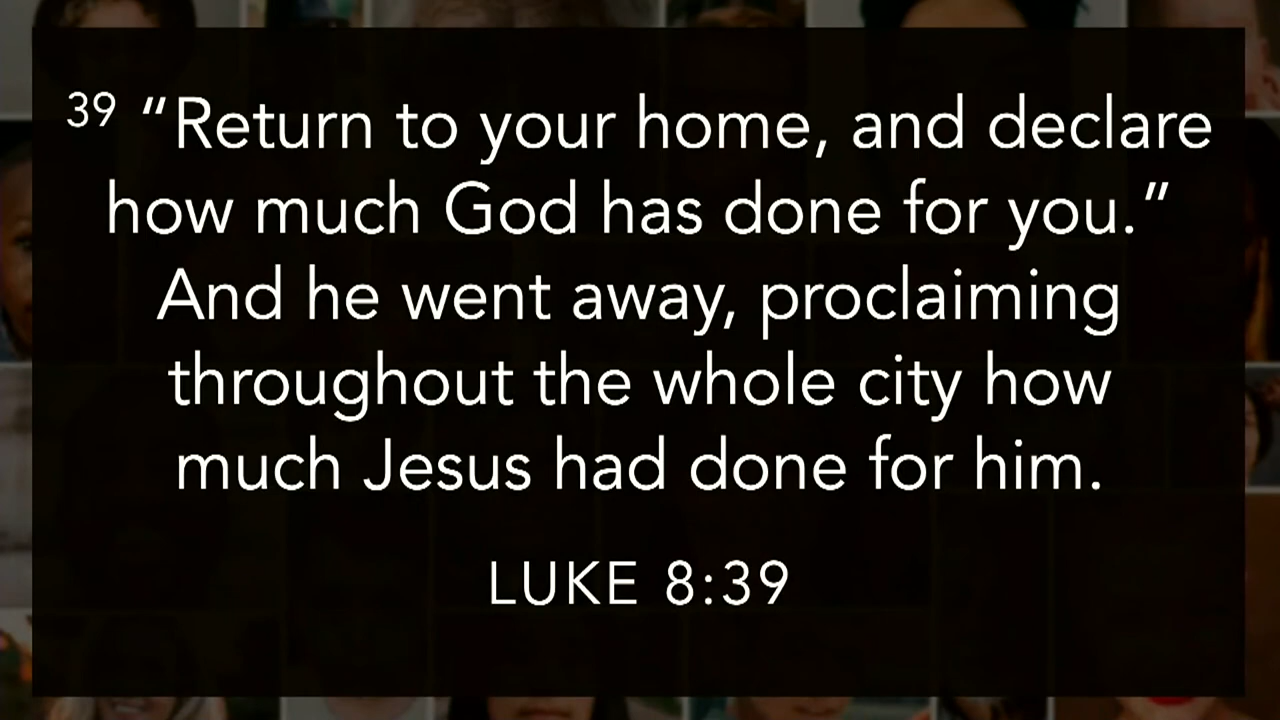 39 “Return to your home, and declare
how much God has done for you.”
And he went away, proclaiming
throughout the whole city how
much Jesus had done for him.
LUKE 8:39